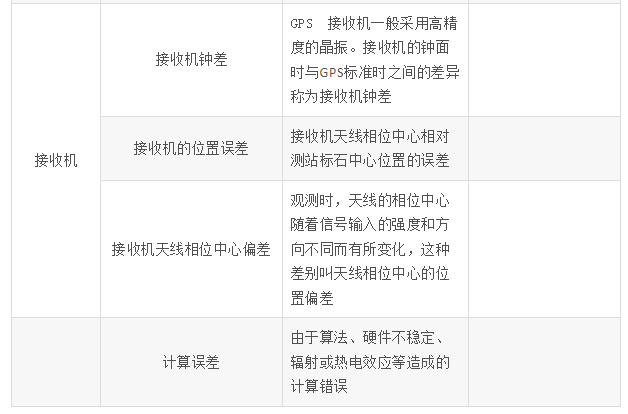 接收机
接收机钟差
GPS 接收机一般采用高精
度的晶振。接收机的钟面
时与GPS标准时之间的差异
称为接收机钟差
接收机的位置误差
接收机天线相位中心相对
测站标石中心位置的误差
接收机天线相位中心偏差
观测时，天线的相位中心
随着信号输入的强度和方
向不同而有所变化，这种
差别叫天线相位中心的位
置偏差
计算误差
由于算法、硬件不稳定、
辐射或热电效应等造成的
计算错误